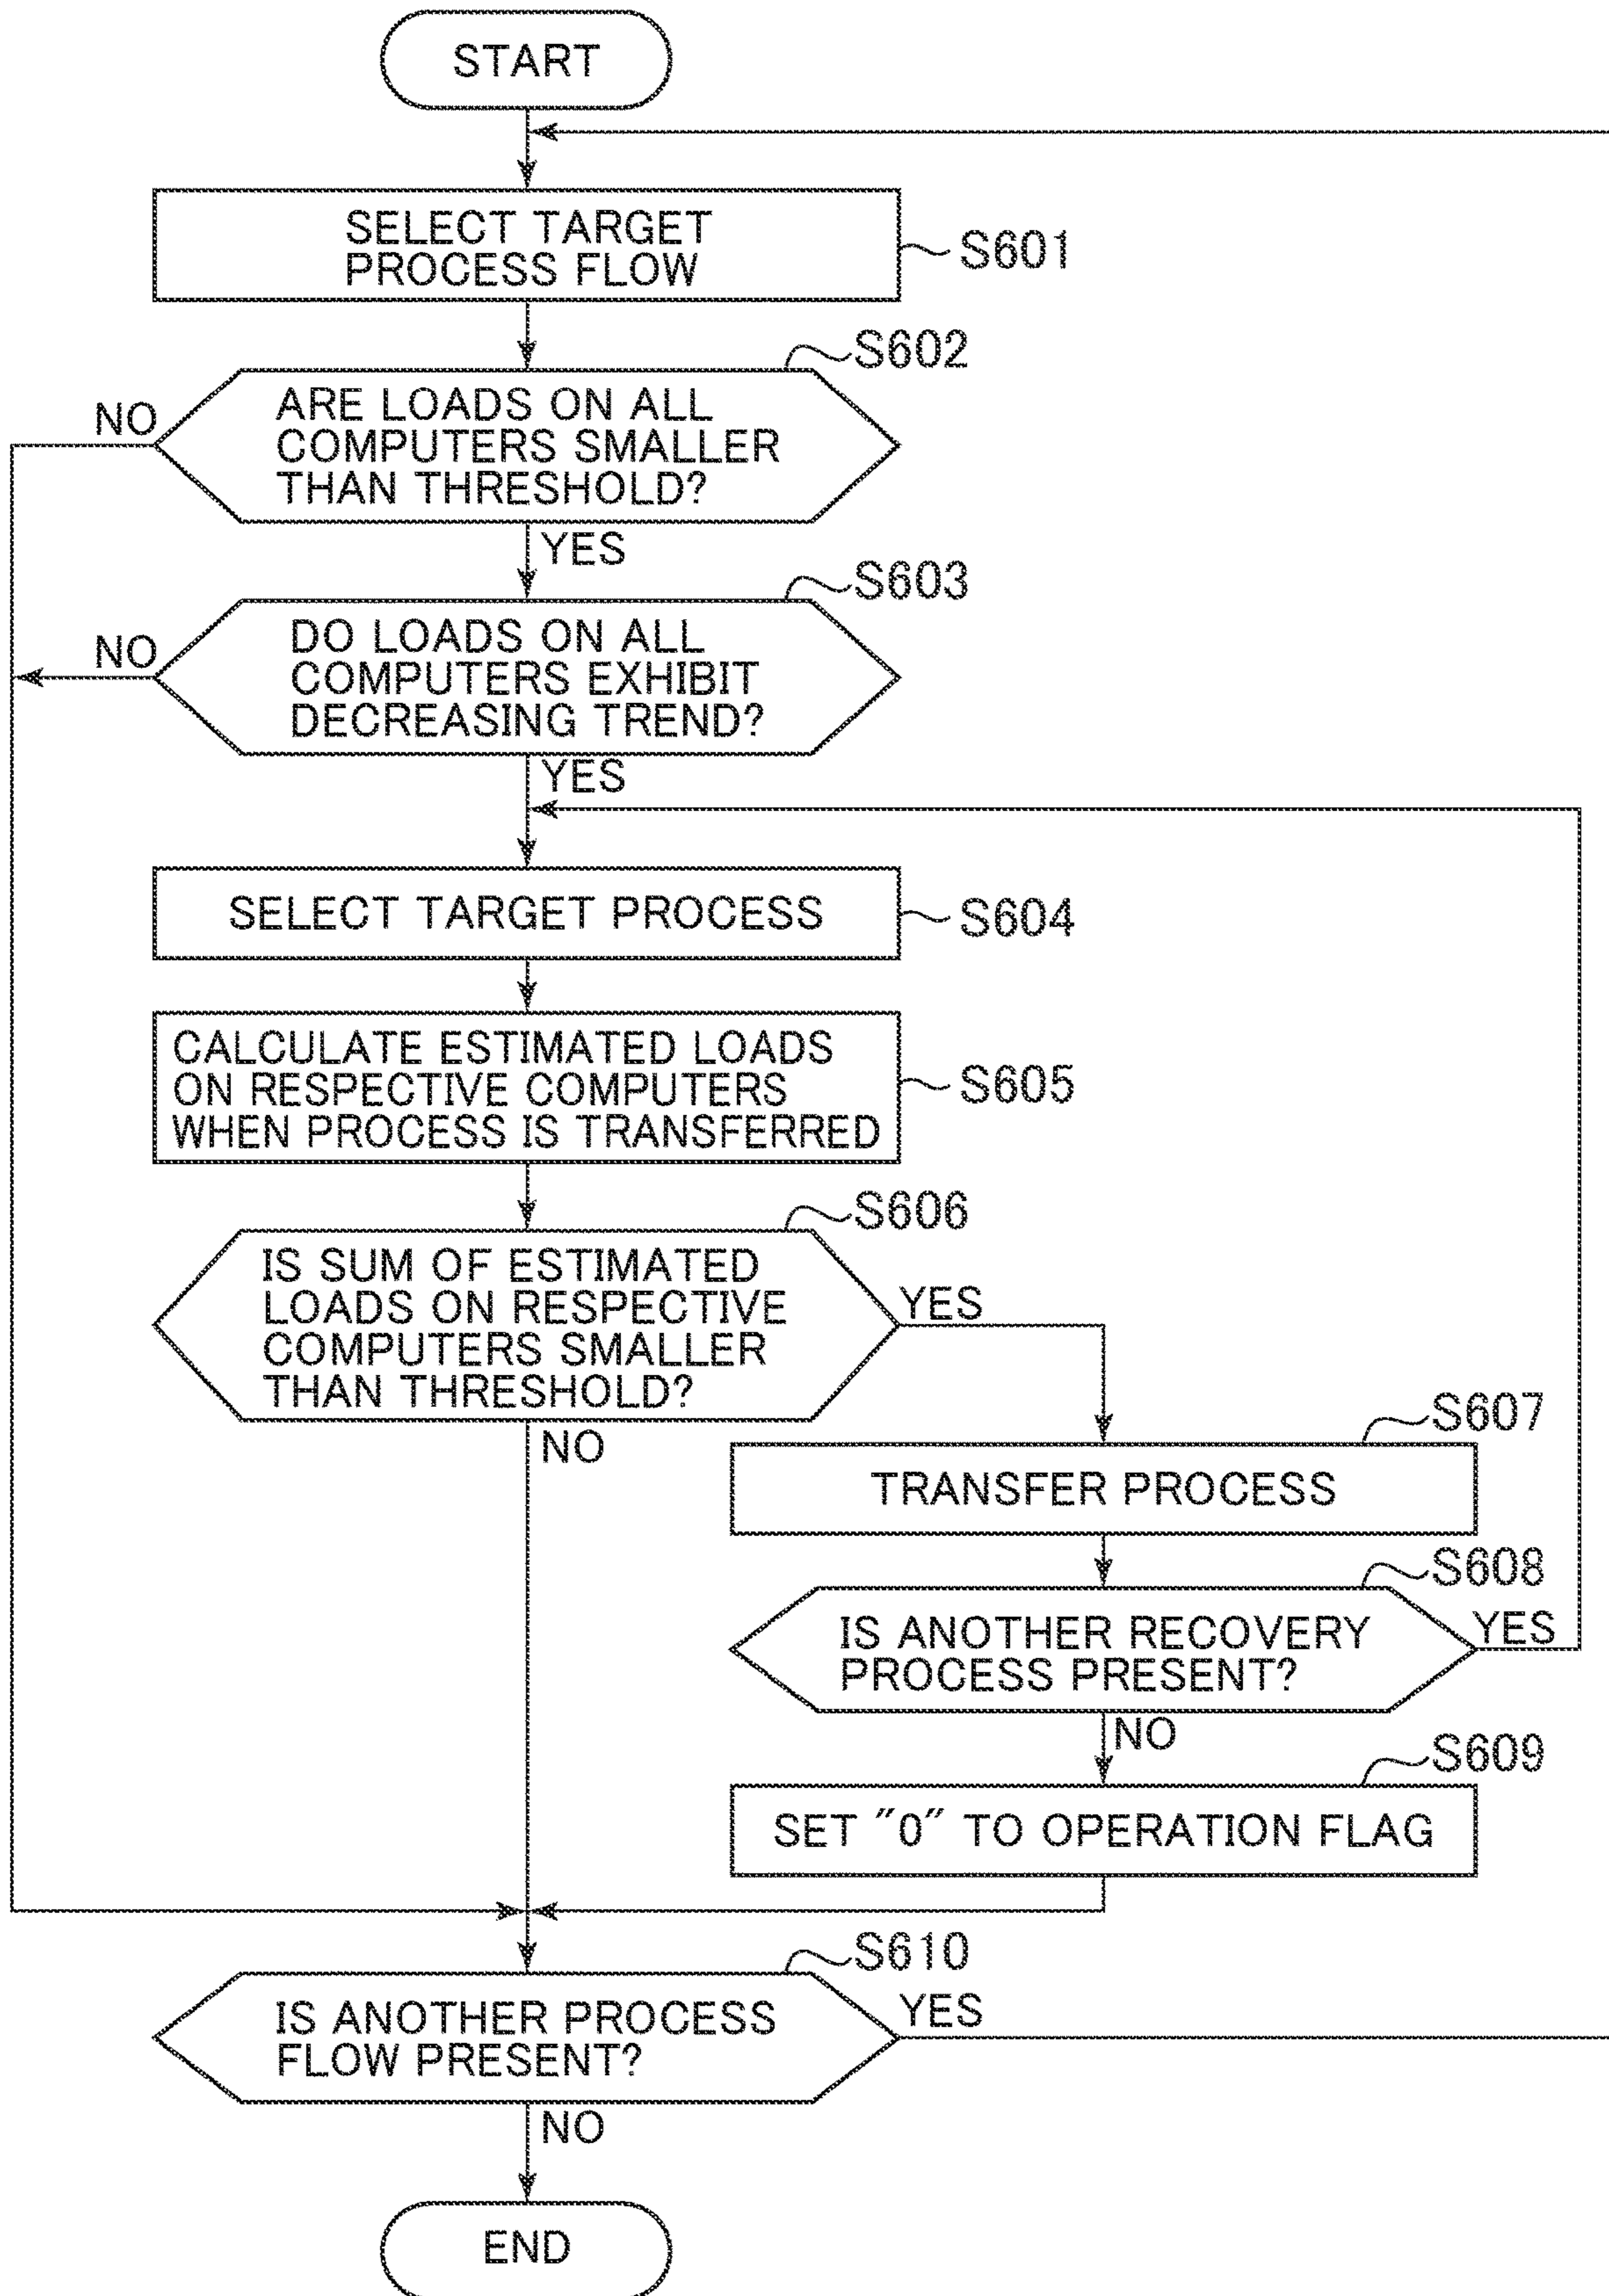 START
SELECT TARGET
PROCESS FLOW
S601
S602
ARE LOADS ON ALL
COMPUTERS SMALLER
THAN THRESHOLD?
NO
YES
S603
DO LOADS ON ALL
COMPUTERS EXHIBIT
DECREASING TREND?
NO
YES
SELECT TARGET PROCESS
S604
CALCULATE ESTIMATED LOADS
ON RESPECTIVE COMPUTERS
WHEN PROCESS IS TRANSFERRED
S605
S606
IS SUM OF ESTIMATED
LOADS ON RESPECTIVE
COMPUTERS SMALLER
THAN THRESHOLD?
YES
NO
S607
TRANSFER PROCESS
S608
IS ANOTHER RECOVERY
PROCESS PRESENT?
YES
NO
S609
SET "0" TO OPERATION FLAG
S610
IS ANOTHER PROCESS
FLOW PRESENT?
YES
NO
END